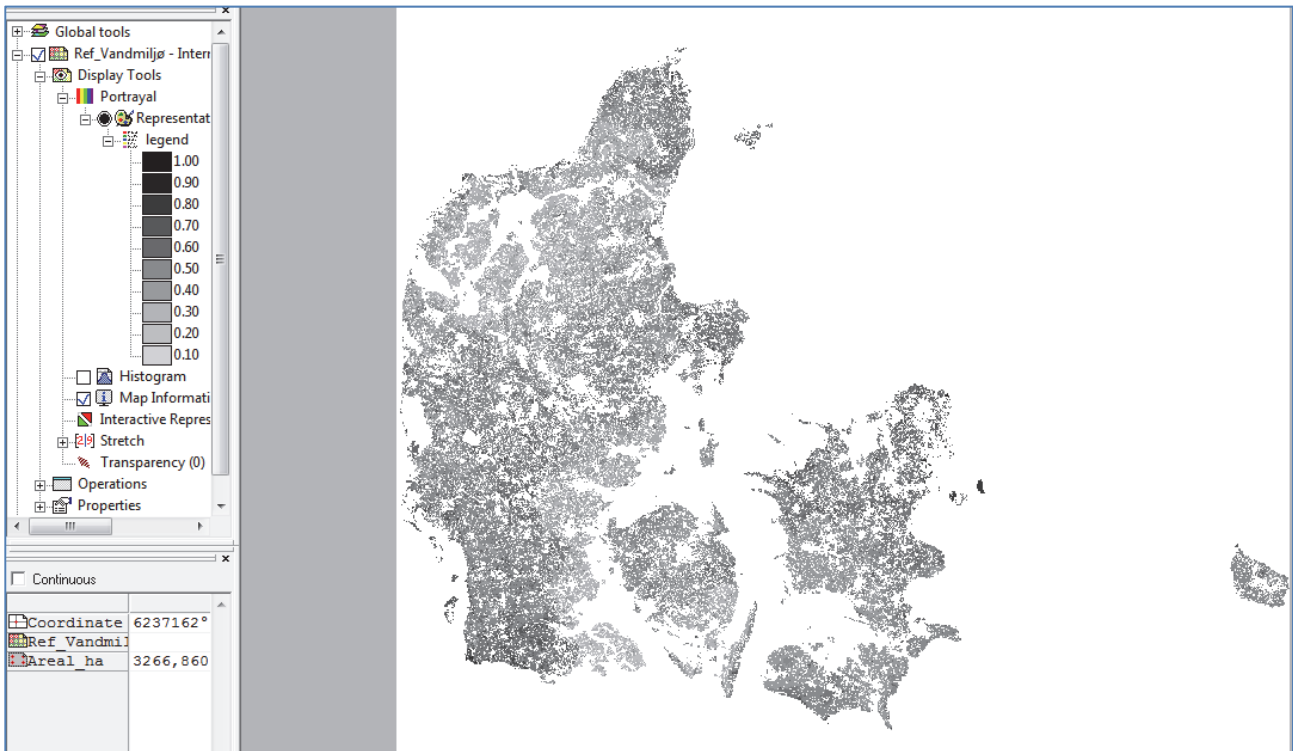 Global tools
Ref_Vandmiljø - Interr
Display Tools
Portrayal
Representat
legend
1.00
0.90
0.80
0.70
0.60
0.50
0.40
0.30
0.20
0.10
Histogram
Map Informati
Interactive Repres
Stretch
Transparency (0)
Operations
Properties
Continuous
Coordinate 6237162°
Ref_Vandmil
Areal_ha 3266,860